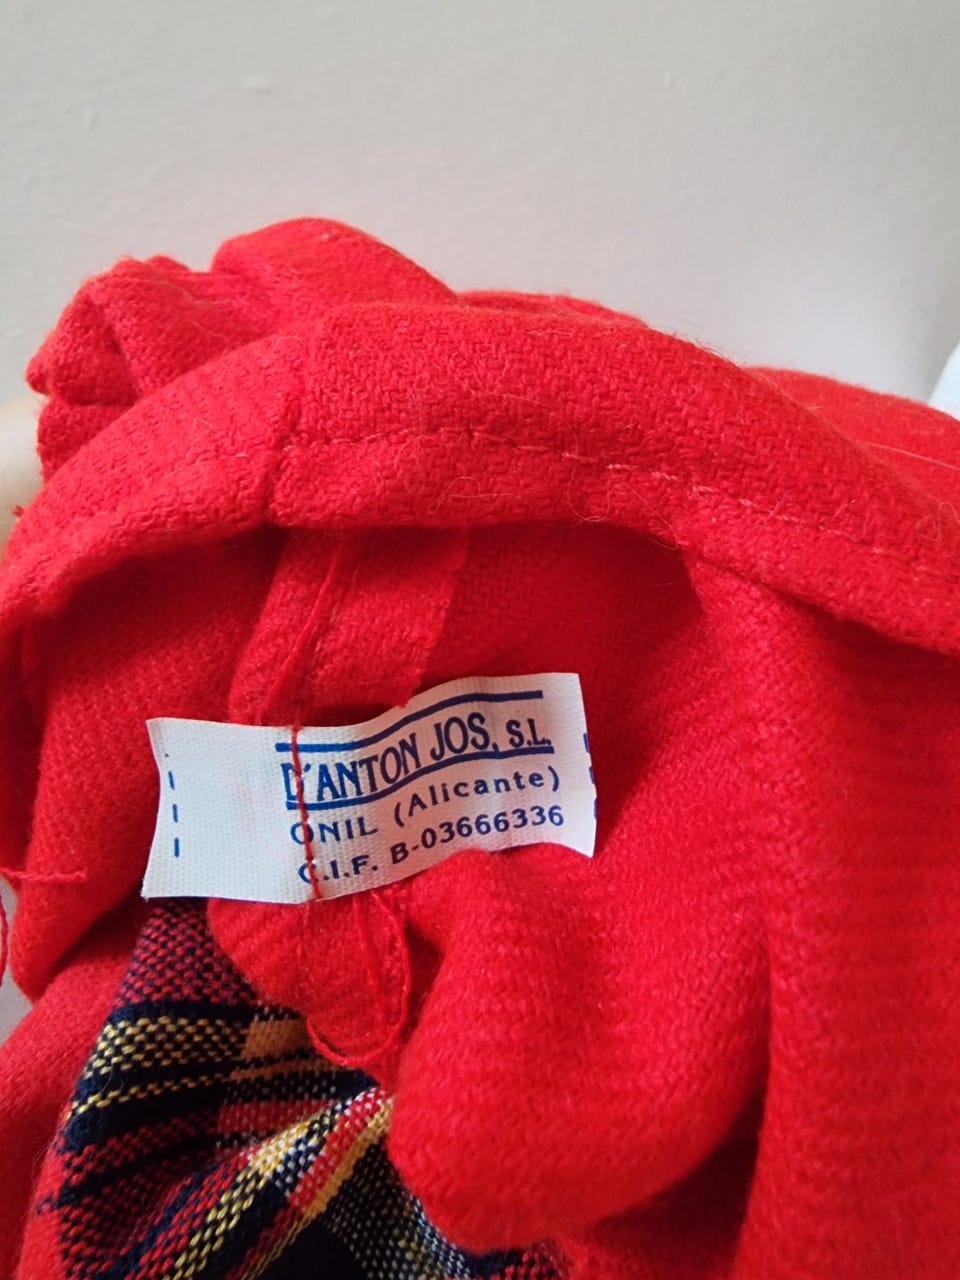 D'ANTON JOS, S.L.
ONIL (Alicante)
C.I.F. B-03666336